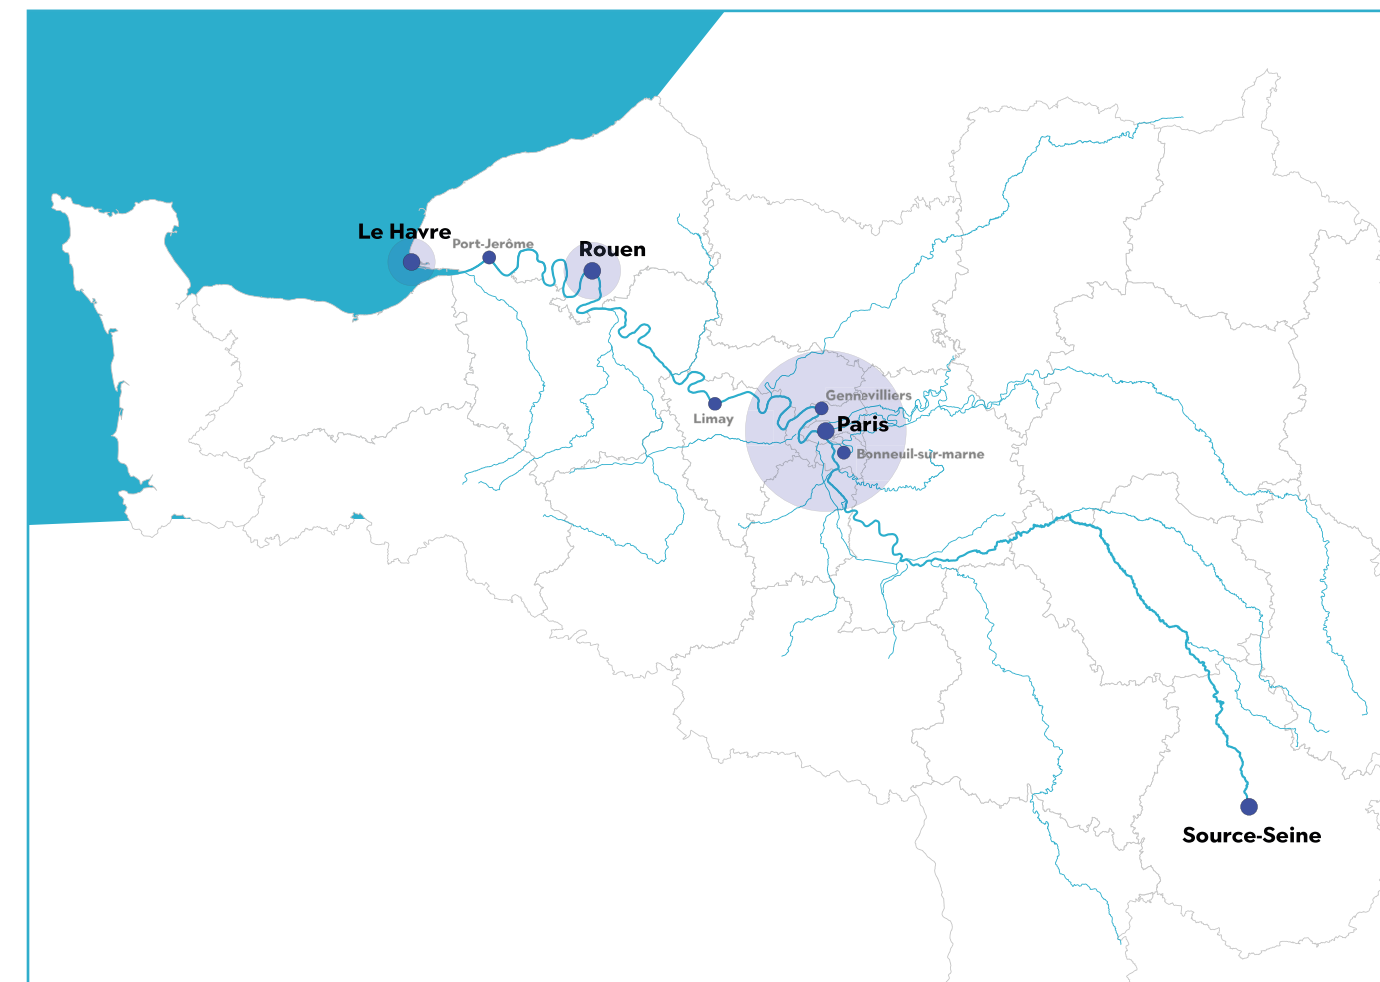 Le Havre
Port-Jerôme
Rouen
Gennevilliers
Limay
Paris
Bonneuil-sur-marne
Source-Seine